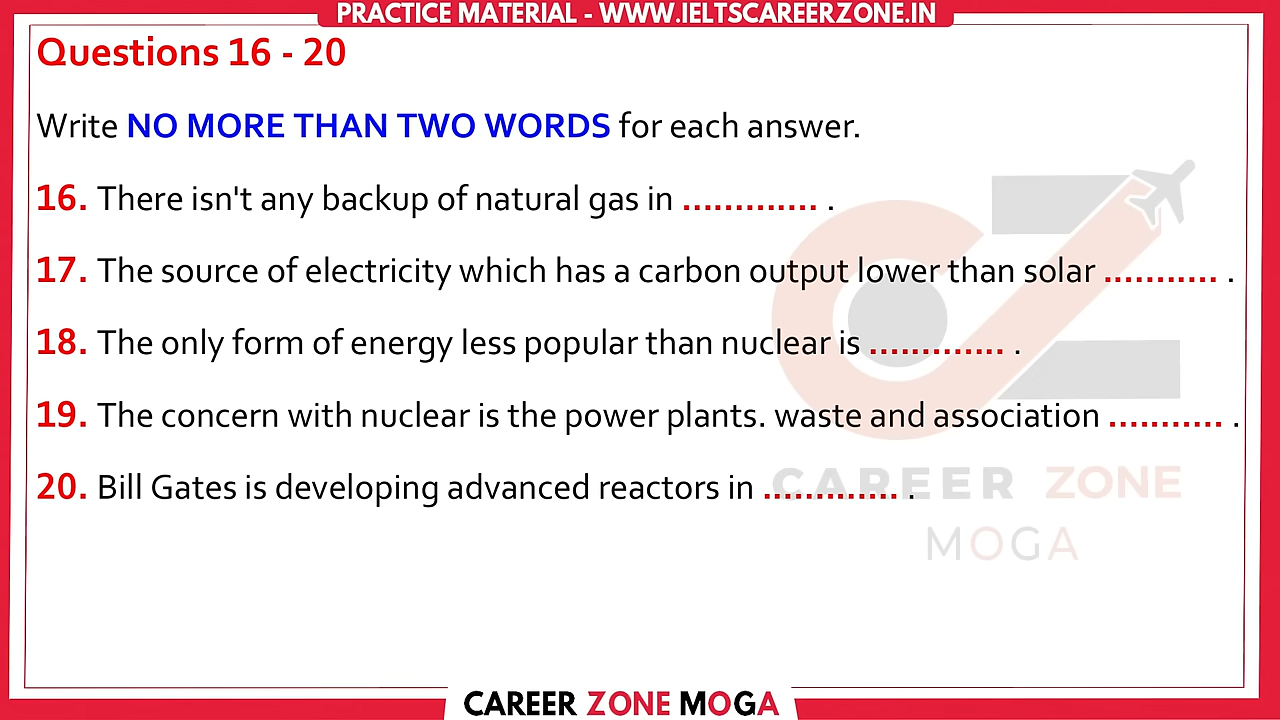 PRACTICE MATERIAL - WWW.IELTSCAREERZONE.IN
Questions 16 - 20
Write NO MORE THAN TWO WORDS for each answer.
16. There isn't any backup of natural gas in ............. .
17. The source of electricity which has a carbon output lower than solar ........... .
18. The only form of energy less popular than nuclear is ............. .
19. The concern with nuclear is the power plants. waste and association ........... .
20. Bill Gates is developing advanced reactors in ............. .
CAREER ZONE
MOGA
CAREER ZONE MOGA